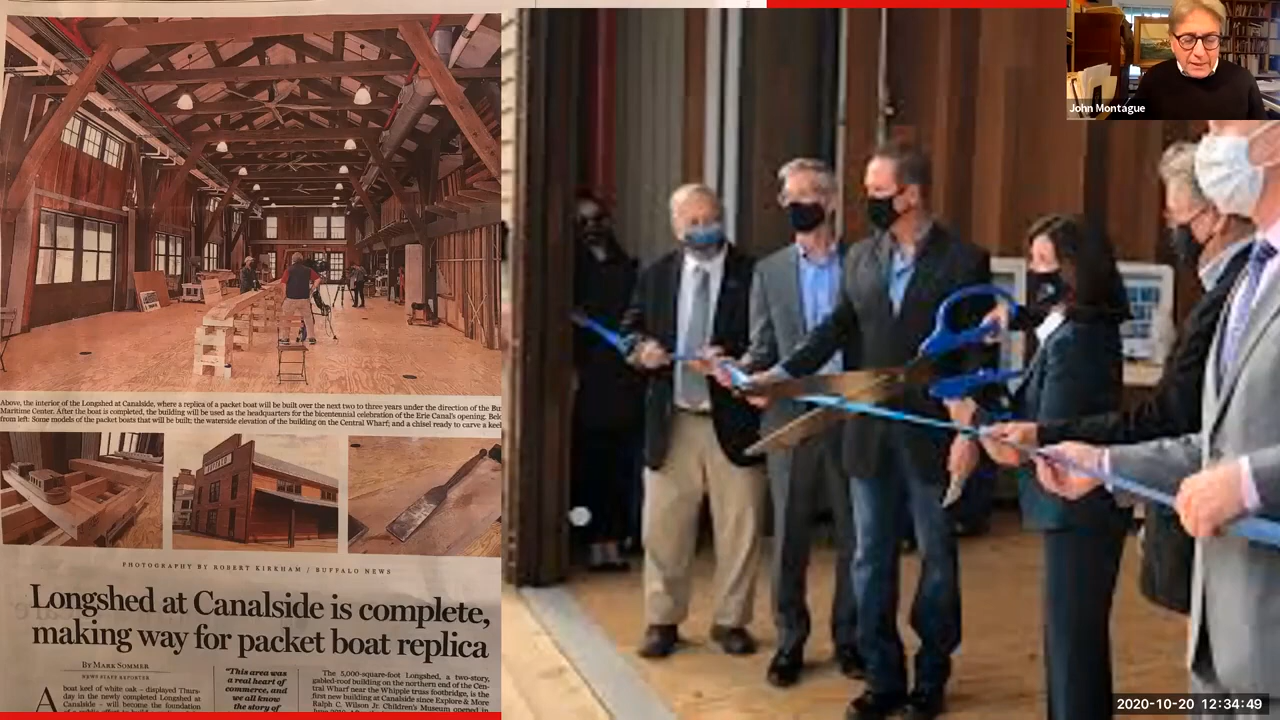 Above, the interior of the Longshed at Canalside, where a replica of a packet boat will be built over the next two to three years under the direction of the Bu
Maritime Center. After the boat is completed, the building will be used as the headquarters for the bicentennial celebration of the Erie Canal's opening. Belo
from left: Some models of the packet boats that will be built; the waterside elevation of the building on the Central Wharf; and a chisel ready to carve a keel
PHOTOGRAPHY BY ROBERT KIRKHAM / BUFFALO NEWS
Longshed at Canalside is complete,
making way for packet boat replica
By Mark Sommer
NEWS STAFF REPORTER
A boat keel of white oak – displayed Thurs-
day in the newly completed Longshed at
Canalside – will become the foundation
"This area was
a real heart of
commerce, and
we all know
the story of
The 5,000-square-foot Longshed, a two-story,
gabled-roof building on the northern end of the Cen-
tral Wharf near the Whipple truss footbridge, is the
first new building at Canalside since Explore & More
Ralph C. Wilson Jr. Children's Museum opened in
John Montague
2020-10-20 12:34:49